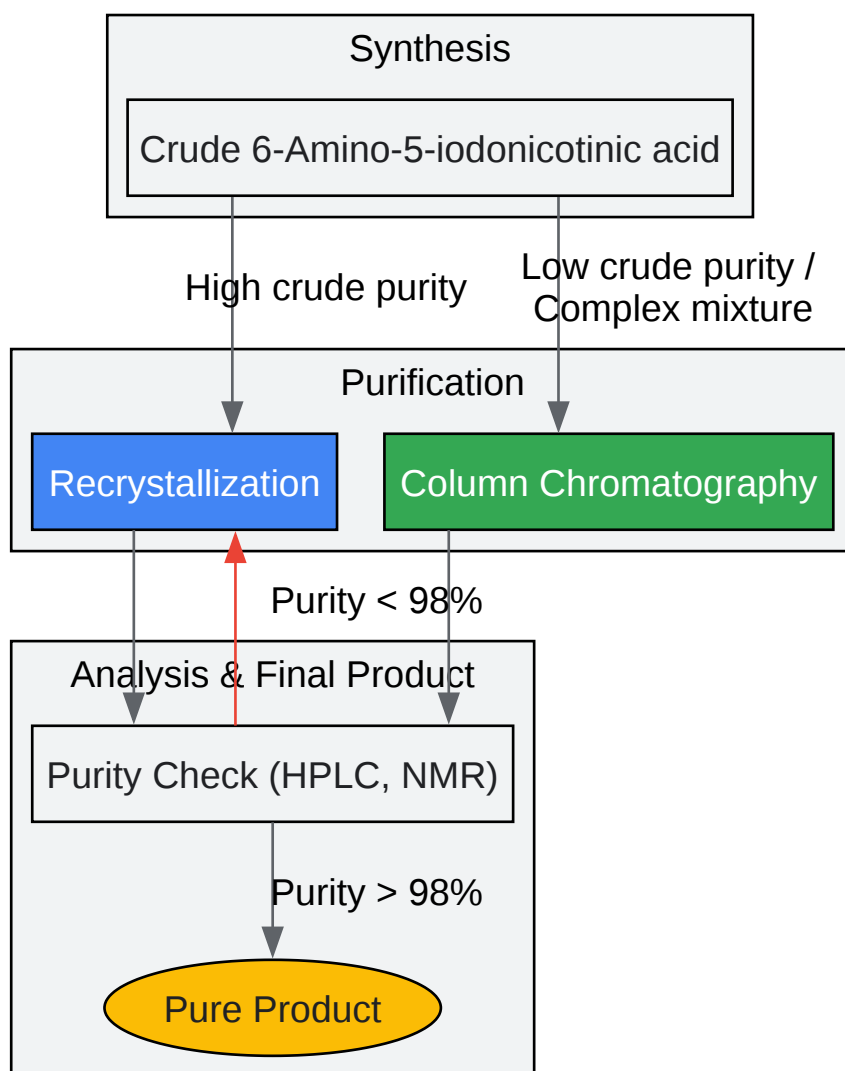 Synthesis
Crude 6-Amino-5-iodonicotinic acid
High crude purity
Low crude purity /
Complex mixture
Purification
Recrystallization
Column Chromatography
Purity < 98%
Analysis & Final Product
Purity Check (HPLC, NMR)
Purity > 98%
Pure Product